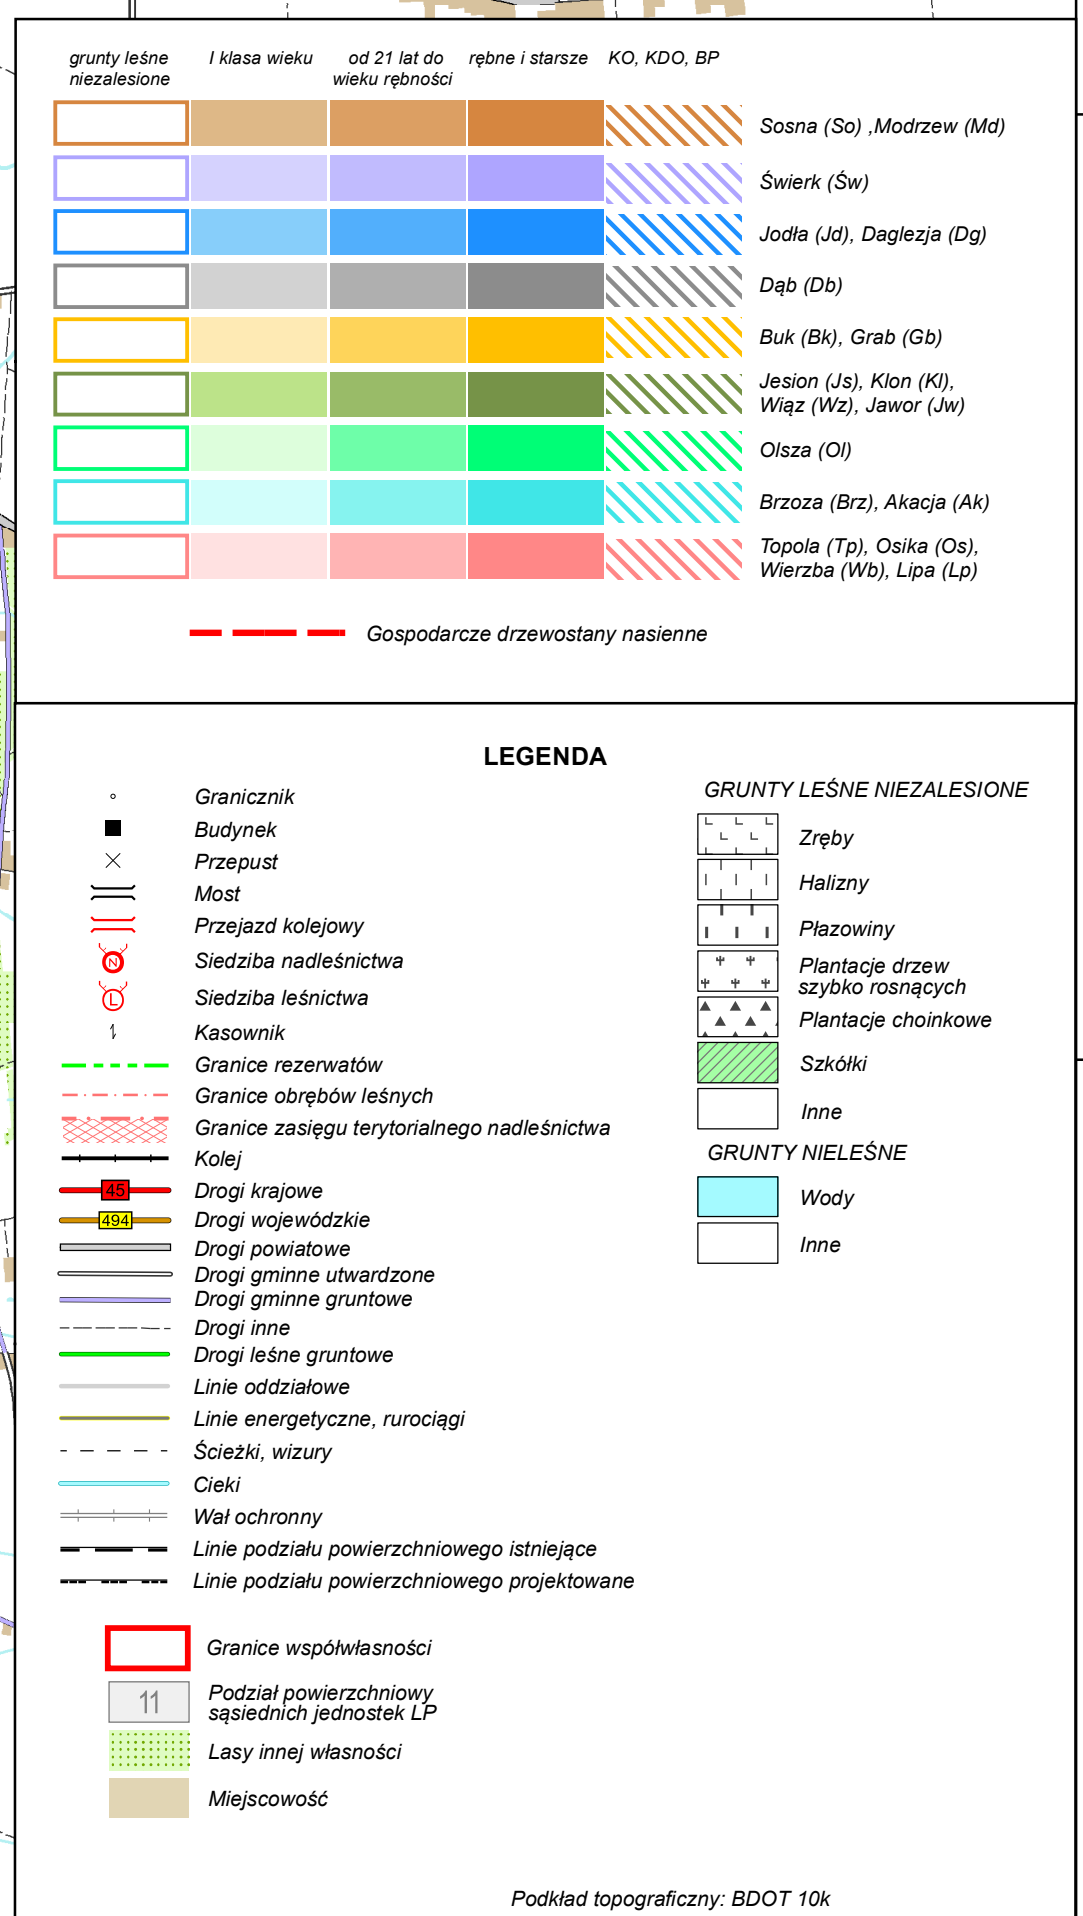 grunty leśne
niezalesione
I klasa wieku
od 21 lat do
wieku rębności
rębne i starsze
KO, KDO, BP
Sosna (So) ,Modrzew (Md)
Świerk (Św)
Jodła (Jd), Daglezja (Dg)
Dąb (Db)
Buk (Bk), Grab (Gb)
Jesion (Js), Klon (Kl),
Wiąz (Wz), Jawor (Jw)
Olsza (Ol)
Brzoza (Brz), Akacja (Ak)
Topola (Tp), Osika (Os),
Wierzba (Wb), Lipa (Lp)
Gospodarcze drzewostany nasienne
LEGENDA
Granicznik
Budynek
Przepust
Most
Przejazd kolejowy
N Siedziba nadleśnictwa
L Siedziba leśnictwa
Kasownik
Granice rezerwatów
Granice obrębów leśnych
Granice zasięgu terytorialnego nadleśnictwa
Kolej
45 Drogi krajowe
494 Drogi wojewódzkie
Drogi powiatowe
Drogi gminne utwardzone
Drogi gminne gruntowe
Drogi inne
Drogi leśne gruntowe
Linie oddziałowe
Linie energetyczne, rurociągi
Ścieżki, wizury
Cieki
Wał ochronny
Linie podziału powierzchniowego istniejące
Linie podziału powierzchniowego projektowane
Granice współwłasności
11 Podział powierzchniowy
sąsiednich jednostek LP
Lasy innej własności
Miejscowość
GRUNTY LEŚNE NIEZALESIONE
Zręby
Halizny
Płazowiny
Plantacje drzew
szybko rosnących
Plantacje choinkowe
Szkółki
Inne
GRUNTY NIELEŚNE
Wody
Inne
Podkład topograficzny: BDOT 10k